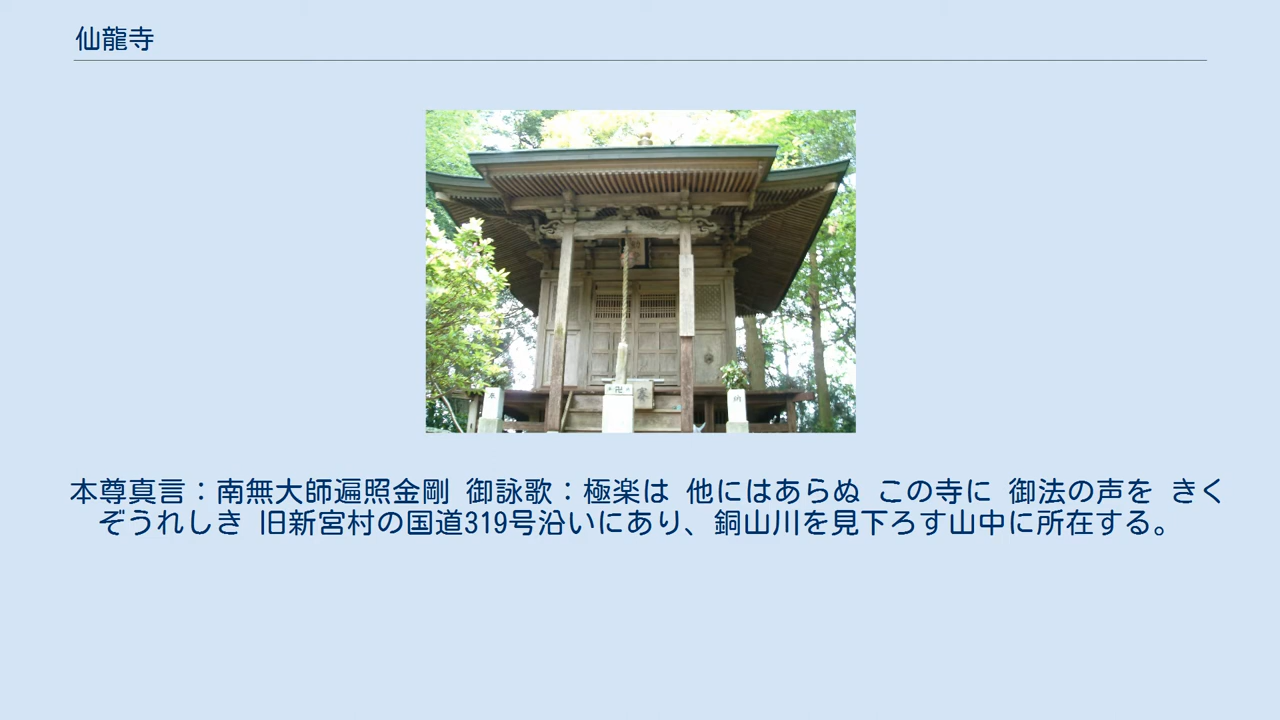 仙龍寺
卍
奉
納
本尊真言：南無大師遍照金剛 御詠歌：極楽は 他にはあらぬ この寺に 御法の声を きく
ぞうれしき 旧新宮村の国道319号沿いにあり、銅山川を見下ろす山中に所在する。